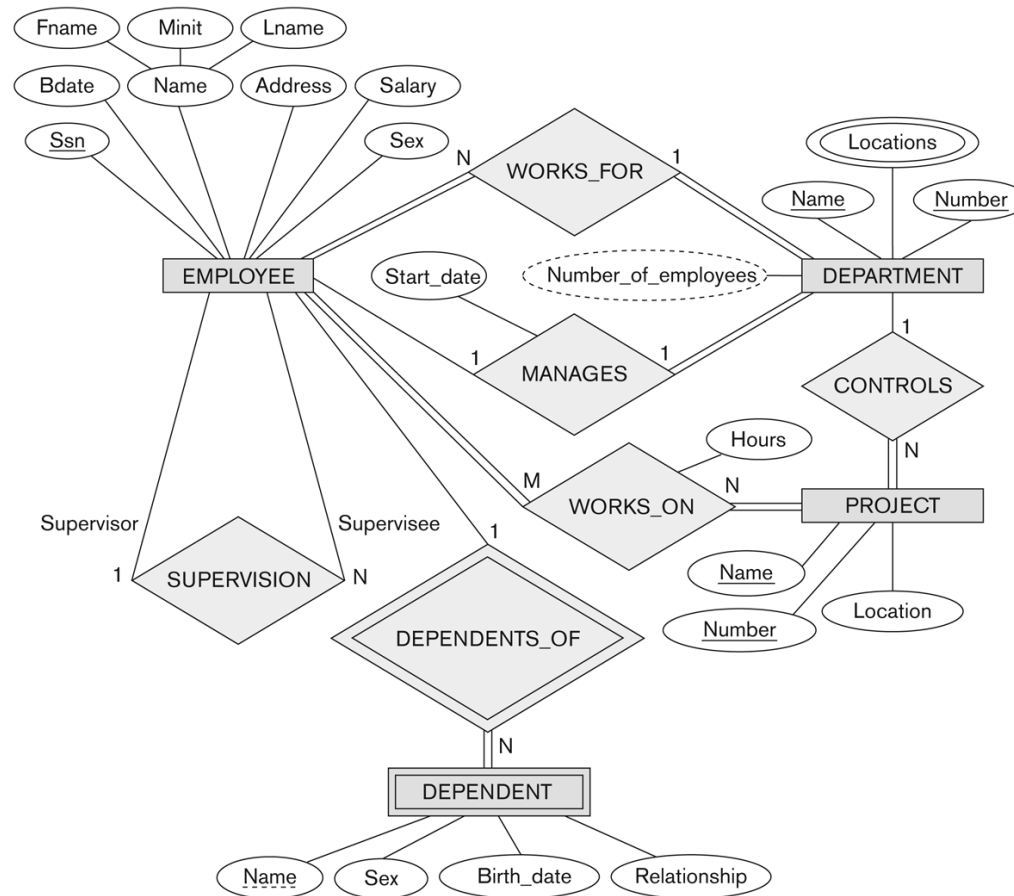 Fname
Minit
Lname
Bdate
Name
Address
Salary
Ssn
Sex
N
WORKS_FOR
1
Locations
Name
Number
EMPLOYEE
Start_date
Number_of_employees
DEPARTMENT
1
MANAGES
1
1
CONTROLS
N
Hours
M
WORKS_ON
N
PROJECT
Supervisor
Supervisee
1
SUPERVISION
N
1
Name
Number
Location
DEPENDENTS_OF
N
DEPENDENT
Name
Sex
Birth_date
Relationship